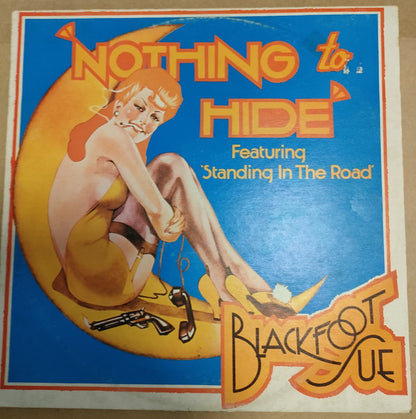 'NOTHING to
HIDE'
Featuring
'Standing In The Road'
BLACKFOOT
SUE